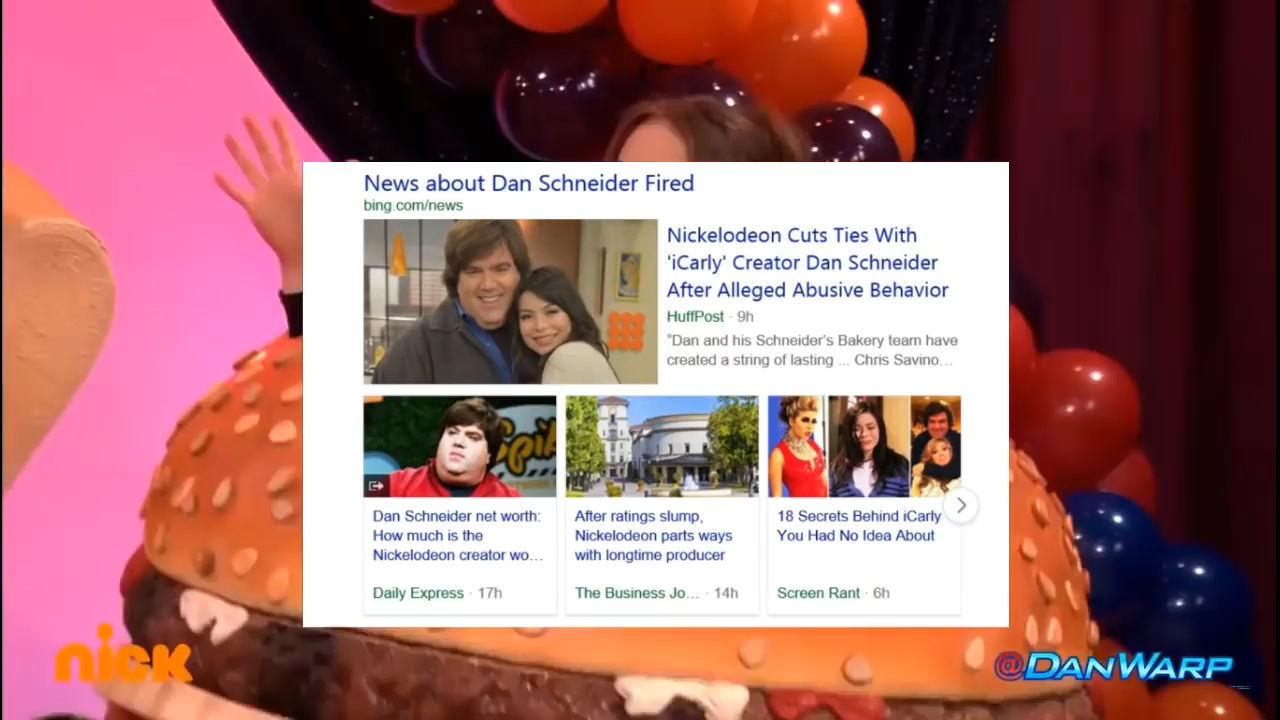 News about Dan Schneider Fired
bing.com/news
Nickelodeon Cuts Ties With
'iCarly' Creator Dan Schneider
After Alleged Abusive Behavior
HuffPost · 9h
"Dan and his Schneider's Bakery team have
created a string of lasting ... Chris Savino...
Spik
Dan Schneider net worth:
How much is the
Nickelodeon creator wo...
Daily Express · 17h
After ratings slump,
Nickelodeon parts ways
with longtime producer
The Business Jo... · 14h
18 Secrets Behind iCarly
You Had No Idea About
Screen Rant · 6h
nick
@DANWARP